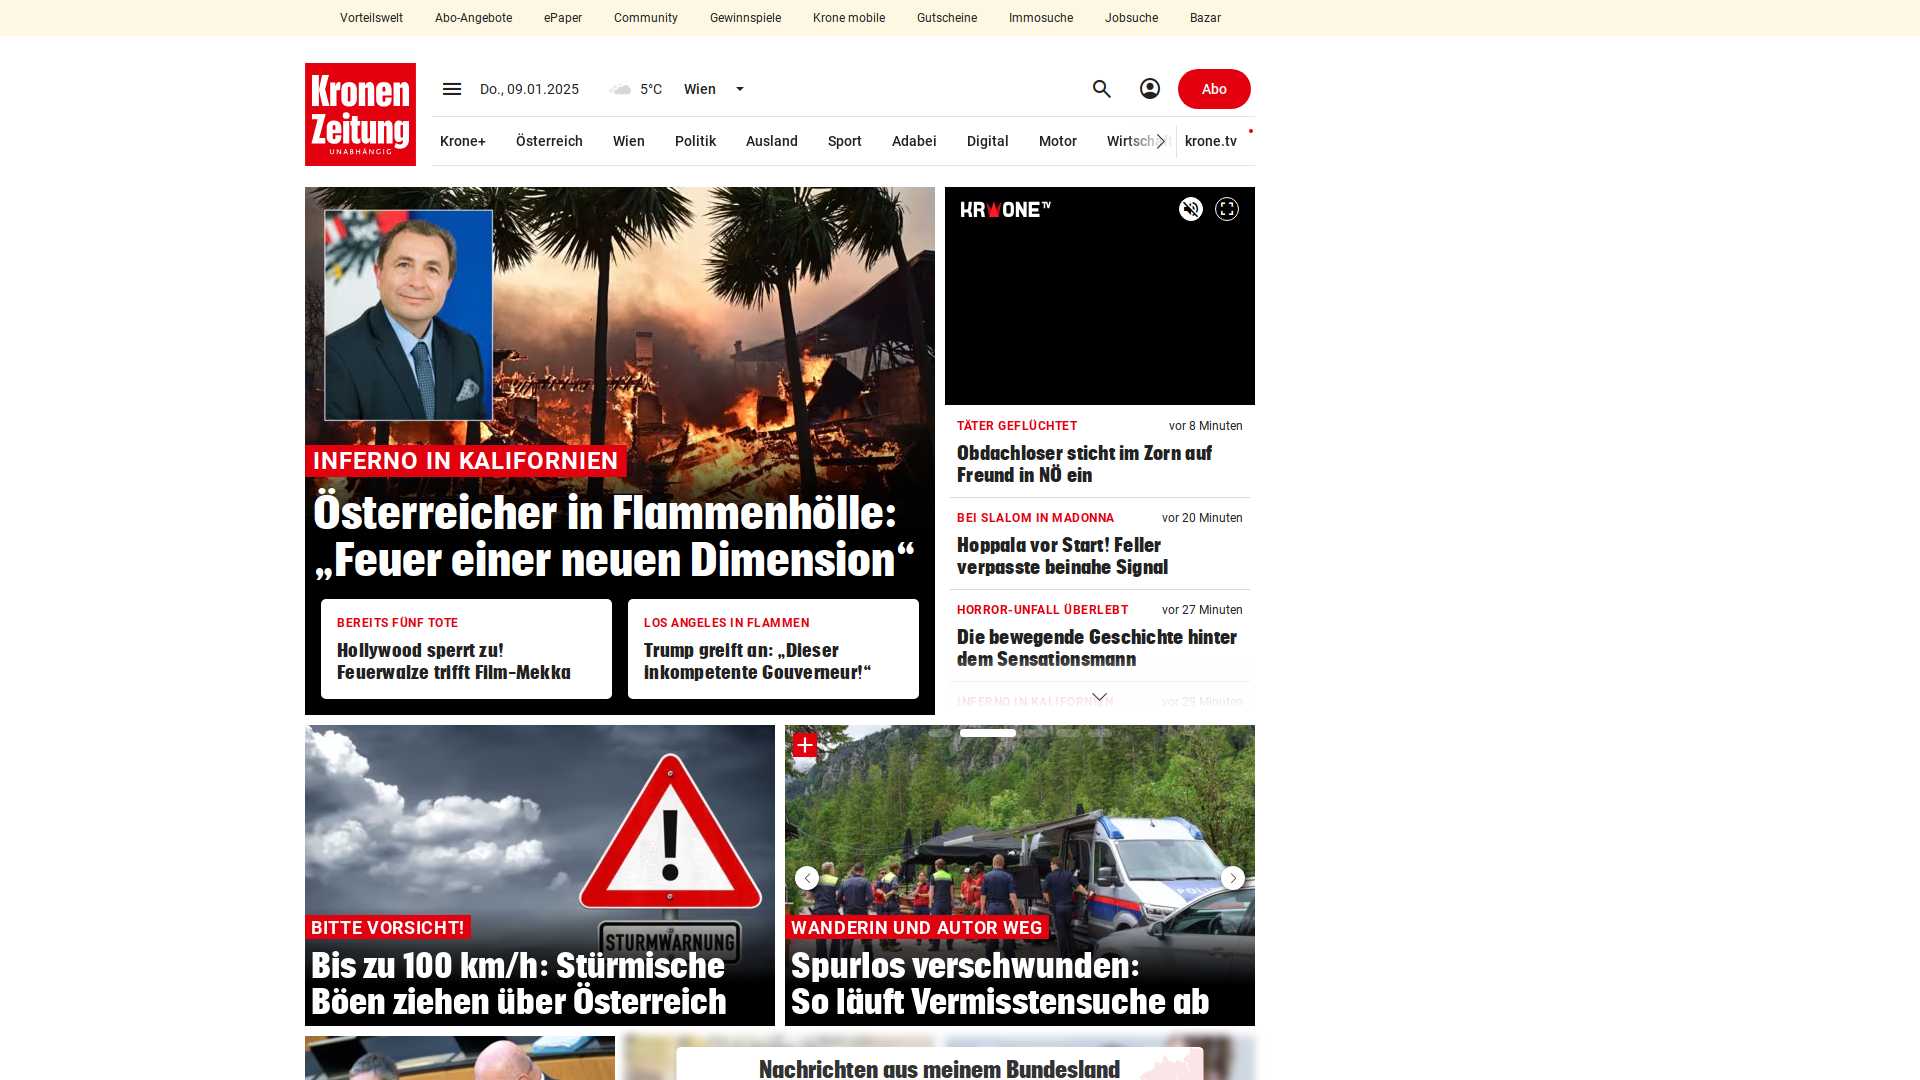 Vorteilswelt Abo-Angebote ePaper Community Gewinnspiele Krone mobile Gutscheine Immosuche Jobsuche Bazar
Kronen
Zeitung
UNABHÄNGIG
Do., 09.01.2025 5°C Wien
Abo
Krone+ Österreich Wien Politik Ausland Sport Adabei Digital Motor Wirtschaft krone.tv
INFERNO IN KALIFORNIEN
Österreicher in Flammenhölle:
„Feuer einer neuen Dimension“
BEREITS FÜNF TOTE
Hollywood sperrt zu!
Feuerwalze trifft Film-Mekka
LOS ANGELES IN FLAMMEN
Trump greift an: „Dieser
inkompetente Gouverneur!“
KRONE TV
TÄTER GEFLÜCHTET vor 8 Minuten
Obdachloser sticht im Zorn auf
Freund in NÖ ein
BEI SLALOM IN MADONNA vor 20 Minuten
Hoppala vor Start! Feller
verpasste beinahe Signal
HORROR-UNFALL ÜBERLEBT vor 27 Minuten
Die bewegende Geschichte hinter
dem Sensationsmann
INFERNO IN KALIFORNIEN vor 29 Minuten
STURMWARNUNG
BITTE VORSICHT!
Bis zu 100 km/h: Stürmische
Böen ziehen über Österreich
POLIZEI
WANDERIN UND AUTOR WEG
Spurlos verschwunden:
So läuft Vermisstensuche ab
Nachrichten aus meinem Bundesland